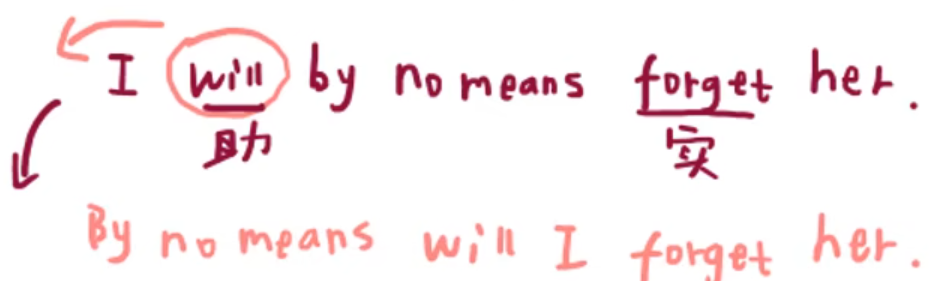 I will by no means forget her.
助 实
By no means will I forget her.